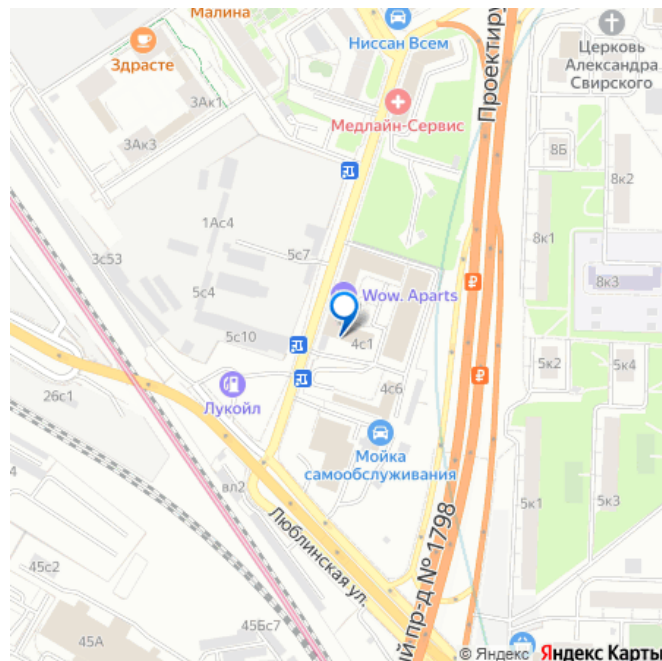 Малина
Здрасте
Ниссан Всем
Проектиру
Церковь
Александра
Свирского
3Ак1
Медлайн-Сервис
3Ак3
8Б
8к2
1Ас4
5с7
8к1
3с53
8к3
5с4
Wow. Aparts
5с10
4с1
5к2
5к4
26с1
Лукойл
4с6
Мойка
самообслуживания
5к1
5к3
вл2
Люблинская ул.
ый пр-д № 1798
4
45с2
45А
45Бс7
© Яндекс Яндекс Карты